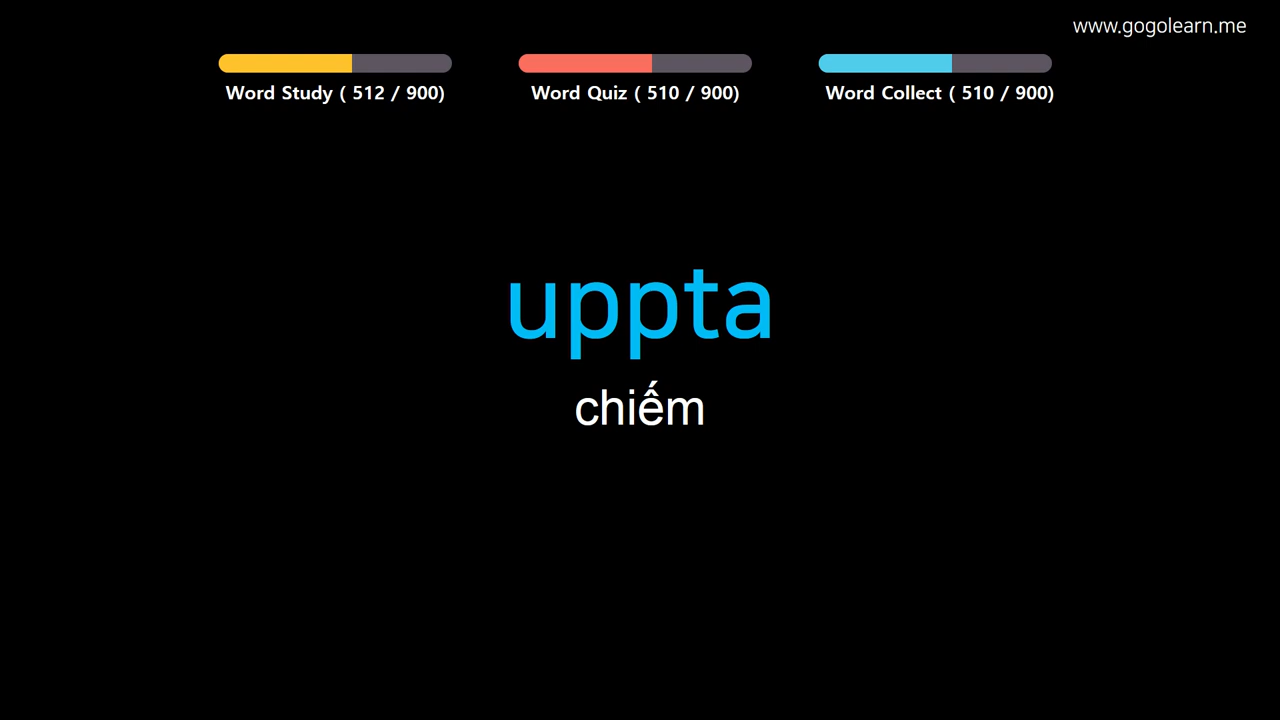 www.gogolearn.me
Word Study ( 512 / 900)
Word Quiz ( 510 / 900)
Word Collect ( 510 / 900)
uppta
chiếm